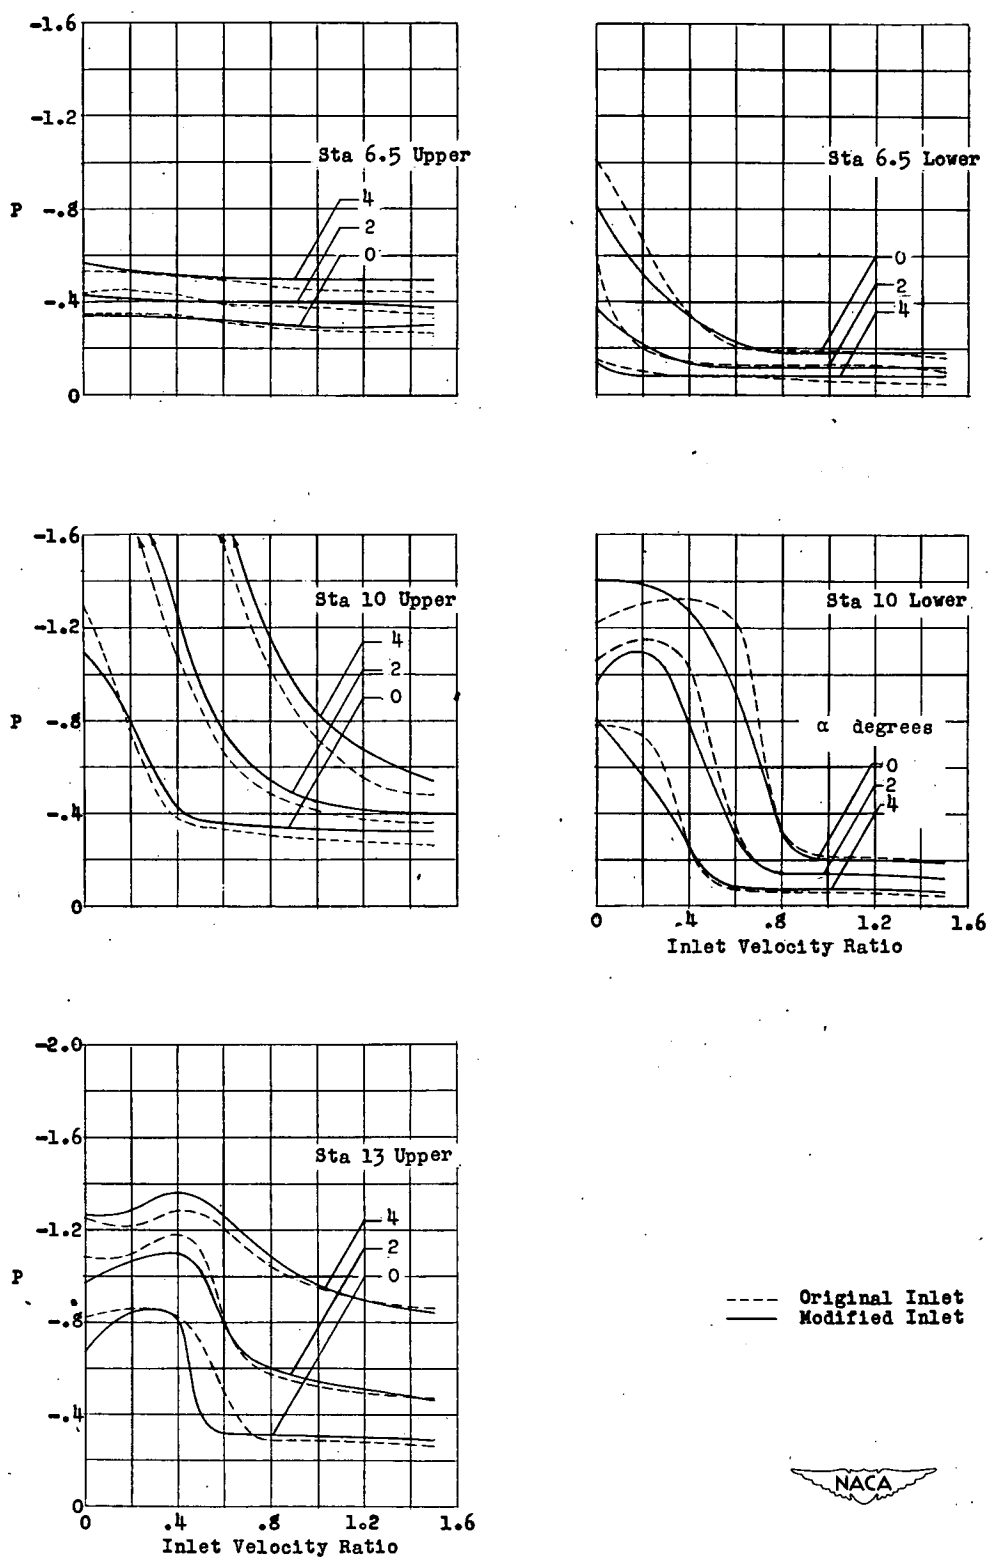 -1.6
-1.2
Sta 6.5 Upper
P -.8
4
2
0
-.4
0
Sta 6.5 Lower
0
2
4
-1.6
-1.2
Sta 10 Upper
4
2
0
P -.8
-.4
0
Sta 10 Lower
α degrees
0
2
4
0 .4 .8 1.2 1.6
Inlet Velocity Ratio
-2.0
-1.6
Sta 13 Upper
-1.2
4
2
0
P
-.8
-.4
0
0 .4 .8 1.2 1.6
Inlet Velocity Ratio
Original Inlet
Modified Inlet
NACA